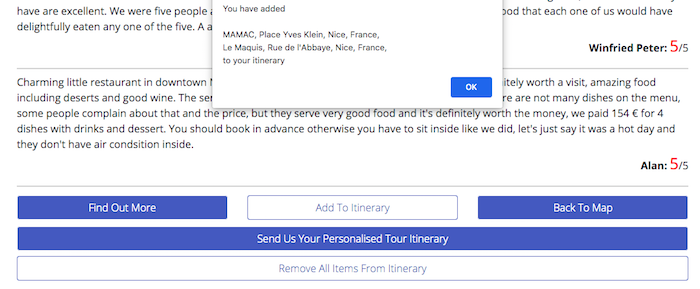 You have added
have are excellent. We were five people
ood that each one of us would have
delightfully eaten any one of the five. A
MAMAC, Place Yves Klein, Nice, France,
Le Maquis, Rue de l'Abbaye, Nice, France,
to your itinerary
Winfried Peter: 5/5
OK
Charming little restaurant in downtown
itely worth a visit, amazing food
including deserts and good wine. The
re are not many dishes on the menu,
some people complain about that and the price, but they serve very good food and it's definitely worth the money, we paid 154 € for 4
dishes with drinks and dessert. You should book in advance otherwise you have to sit inside like we did, let's just say it was a hot day and
they don't have air condsition inside.
Alan: 5/5
Find Out More
Add To Itinerary
Back To Map
Send Us Your Personalised Tour Itinerary
Remove All Items From Itinerary